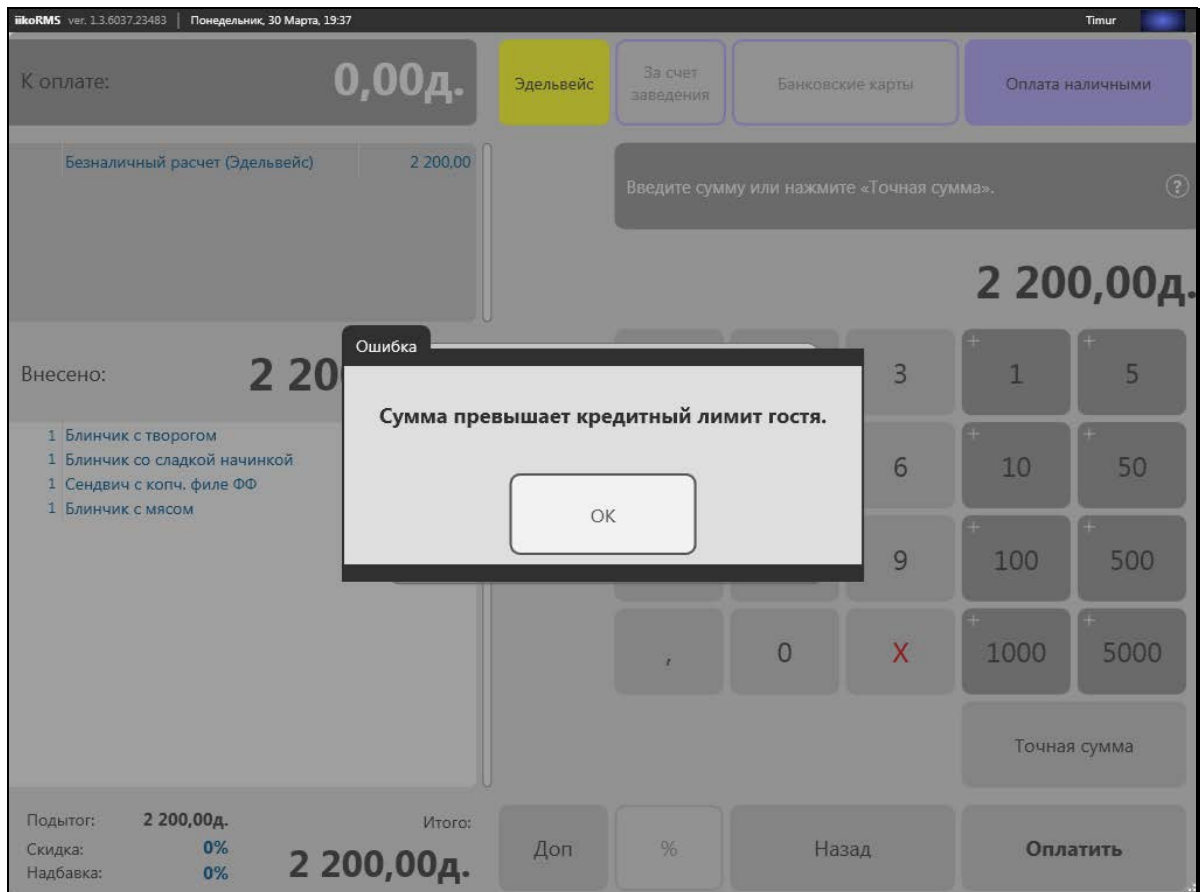 iikoRMS ver. 1.3.6037.23483 | Понедельник, 30 Марта, 19:37
Timur
К оплате: 0,00д.
Эдельвейс
За счет
заведения
Банковские карты
Оплата наличными
Безналичный расчет (Эдельвейс) 2 200,00
Введите сумму или нажмите «Точная сумма». ?
2 200,00д.
Внесено: 2 20
Ошибка
Сумма превышает кредитный лимит гостя.
OK
1 Блинчик с творогом
1 Блинчик со сладкой начинкой
1 Сендвич с копч. филе ФФ
1 Блинчик с мясом
3 + 1 + 5
6 + 10 + 50
9 + 100 + 500
, 0 X + 1000 + 5000
Точная сумма
Подытог: 2 200,00д.
Скидка: 0%
Надбавка: 0%
Итого:
2 200,00д.
Доп
%
Назад
Оплатить